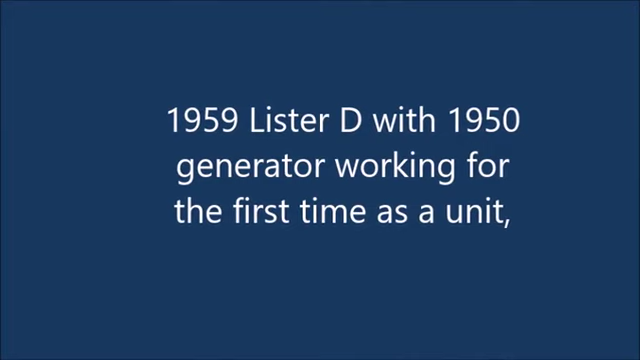 1959 Lister D with 1950
generator working for
the first time as a unit,